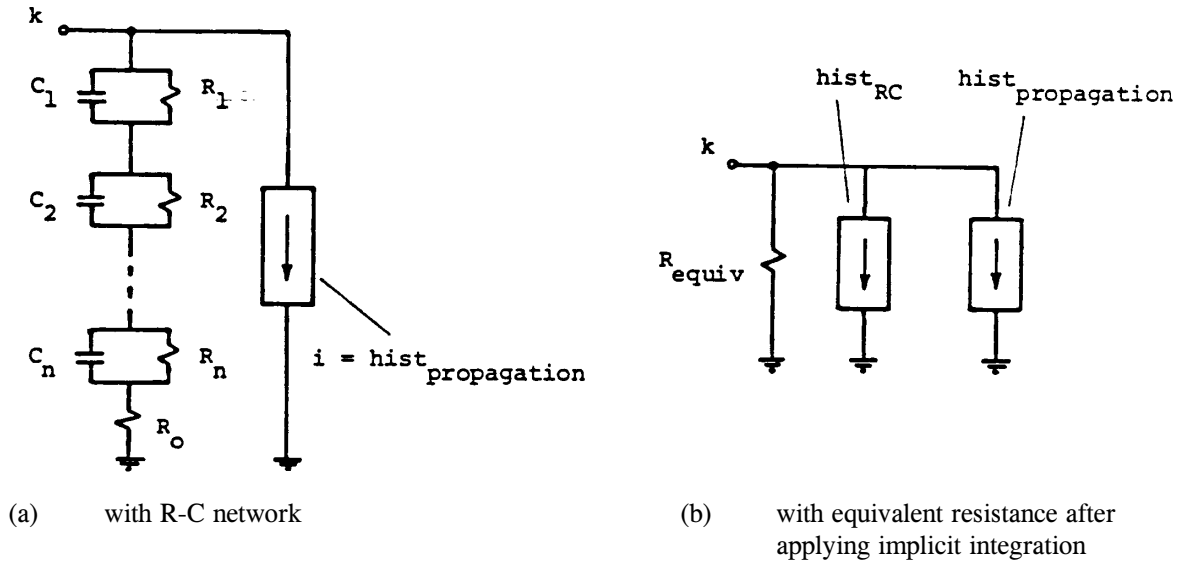 k
C1
R1
C2
R2
Cn
Rn
Ro
i = histpropagation
histRC
histpropagation
k
Requiv
(a) with R-C network
(b) with equivalent resistance after
applying implicit integration